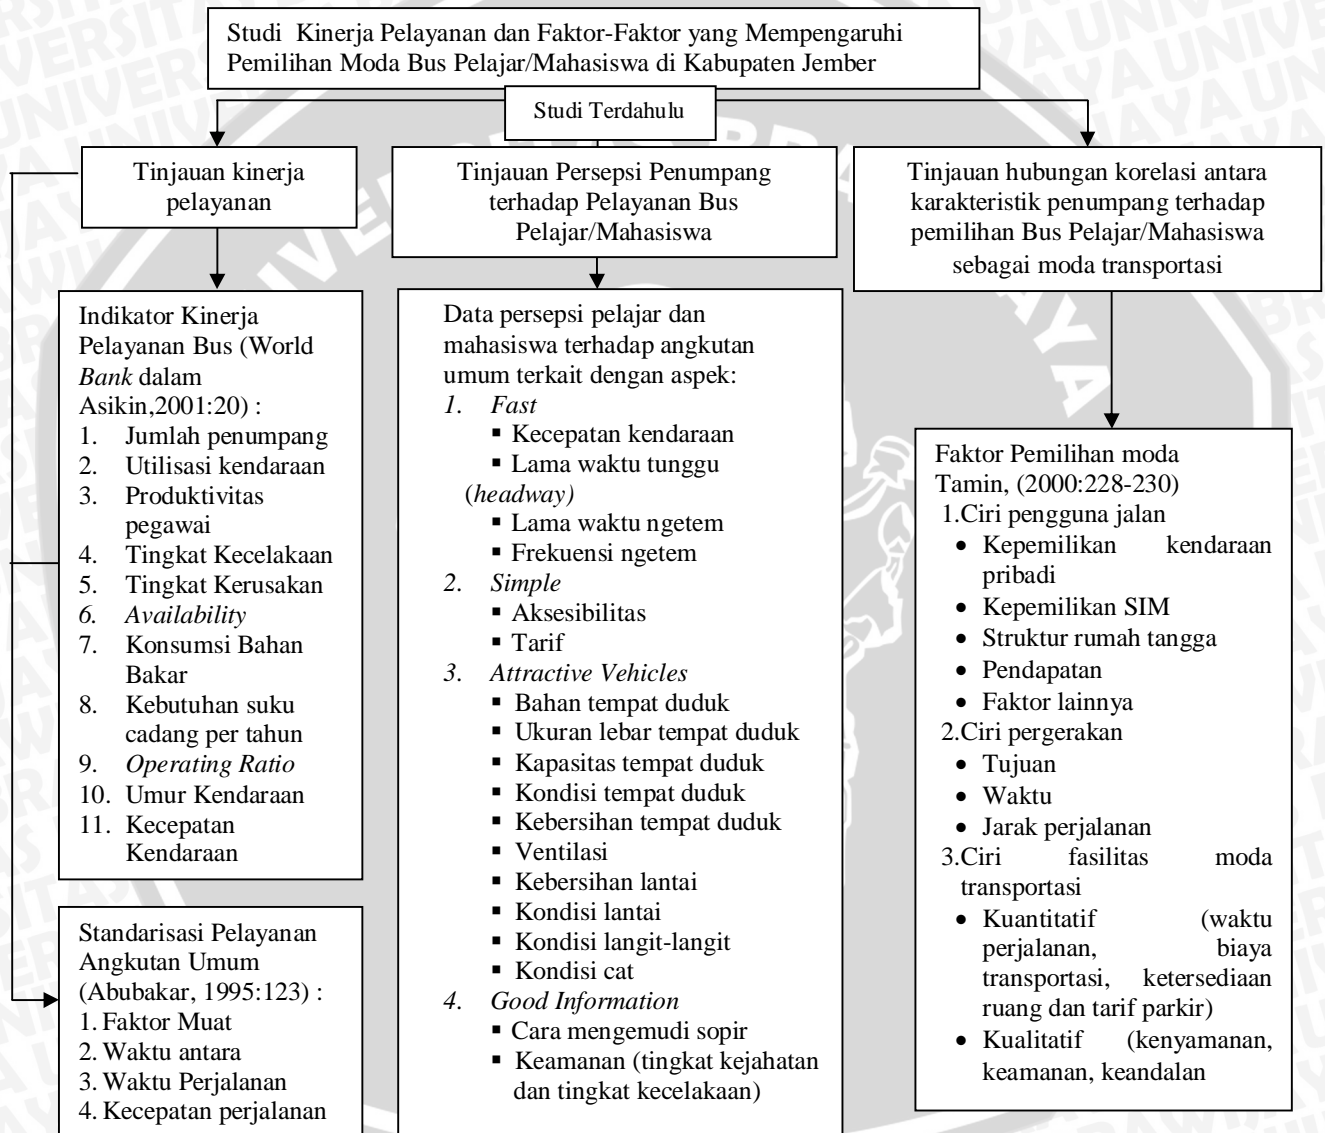 Studi Kinerja Pelayanan dan Faktor-Faktor yang Mempengaruhi
Pemilihan Moda Bus Pelajar/Mahasiswa di Kabupaten Jember
Studi Terdahulu
Tinjauan kinerja
pelayanan
Tinjauan Persepsi Penumpang
terhadap Pelayanan Bus
Pelajar/Mahasiswa
Tinjauan hubungan korelasi antara
karakteristik penumpang terhadap
pemilihan Bus Pelajar/Mahasiswa
sebagai moda transportasi
Indikator Kinerja
Pelayanan Bus (World
Bank dalam
Asikin,2001:20) :
1. Jumlah penumpang
2. Utilisasi kendaraan
3. Produktivitas
pegawai
4. Tingkat Kecelakaan
5. Tingkat Kerusakan
6. Availability
7. Konsumsi Bahan
Bakar
8. Kebutuhan suku
cadang per tahun
9. Operating Ratio
10. Umur Kendaraan
11. Kecepatan
Kendaraan
Standarisasi Pelayanan
Angkutan Umum
(Abubakar, 1995:123) :
1. Faktor Muat
2. Waktu antara
3. Waktu Perjalanan
4. Kecepatan perjalanan
Data persepsi pelajar dan
mahasiswa terhadap angkutan
umum terkait dengan aspek:
1. Fast
▪ Kecepatan kendaraan
▪ Lama waktu tunggu
(headway)
▪ Lama waktu ngetem
▪ Frekuensi ngetem
2. Simple
▪ Aksesibilitas
▪ Tarif
3. Attractive Vehicles
▪ Bahan tempat duduk
▪ Ukuran lebar tempat duduk
▪ Kapasitas tempat duduk
▪ Kondisi tempat duduk
▪ Kebersihan tempat duduk
▪ Ventilasi
▪ Kebersihan lantai
▪ Kondisi lantai
▪ Kondisi langit-langit
▪ Kondisi cat
4. Good Information
▪ Cara mengemudi sopir
▪ Keamanan (tingkat kejahatan
dan tingkat kecelakaan)
Faktor Pemilihan moda
Tamin, (2000:228-230)
1.Ciri pengguna jalan
• Kepemilikan kendaraan
pribadi
• Kepemilikan SIM
• Struktur rumah tangga
• Pendapatan
• Faktor lainnya
2.Ciri pergerakan
• Tujuan
• Waktu
• Jarak perjalanan
3.Ciri fasilitas moda
transportasi
• Kuantitatif (waktu
perjalanan, biaya
transportasi, ketersediaan
ruang dan tarif parkir)
• Kualitatif (kenyamanan,
keamanan, keandalan